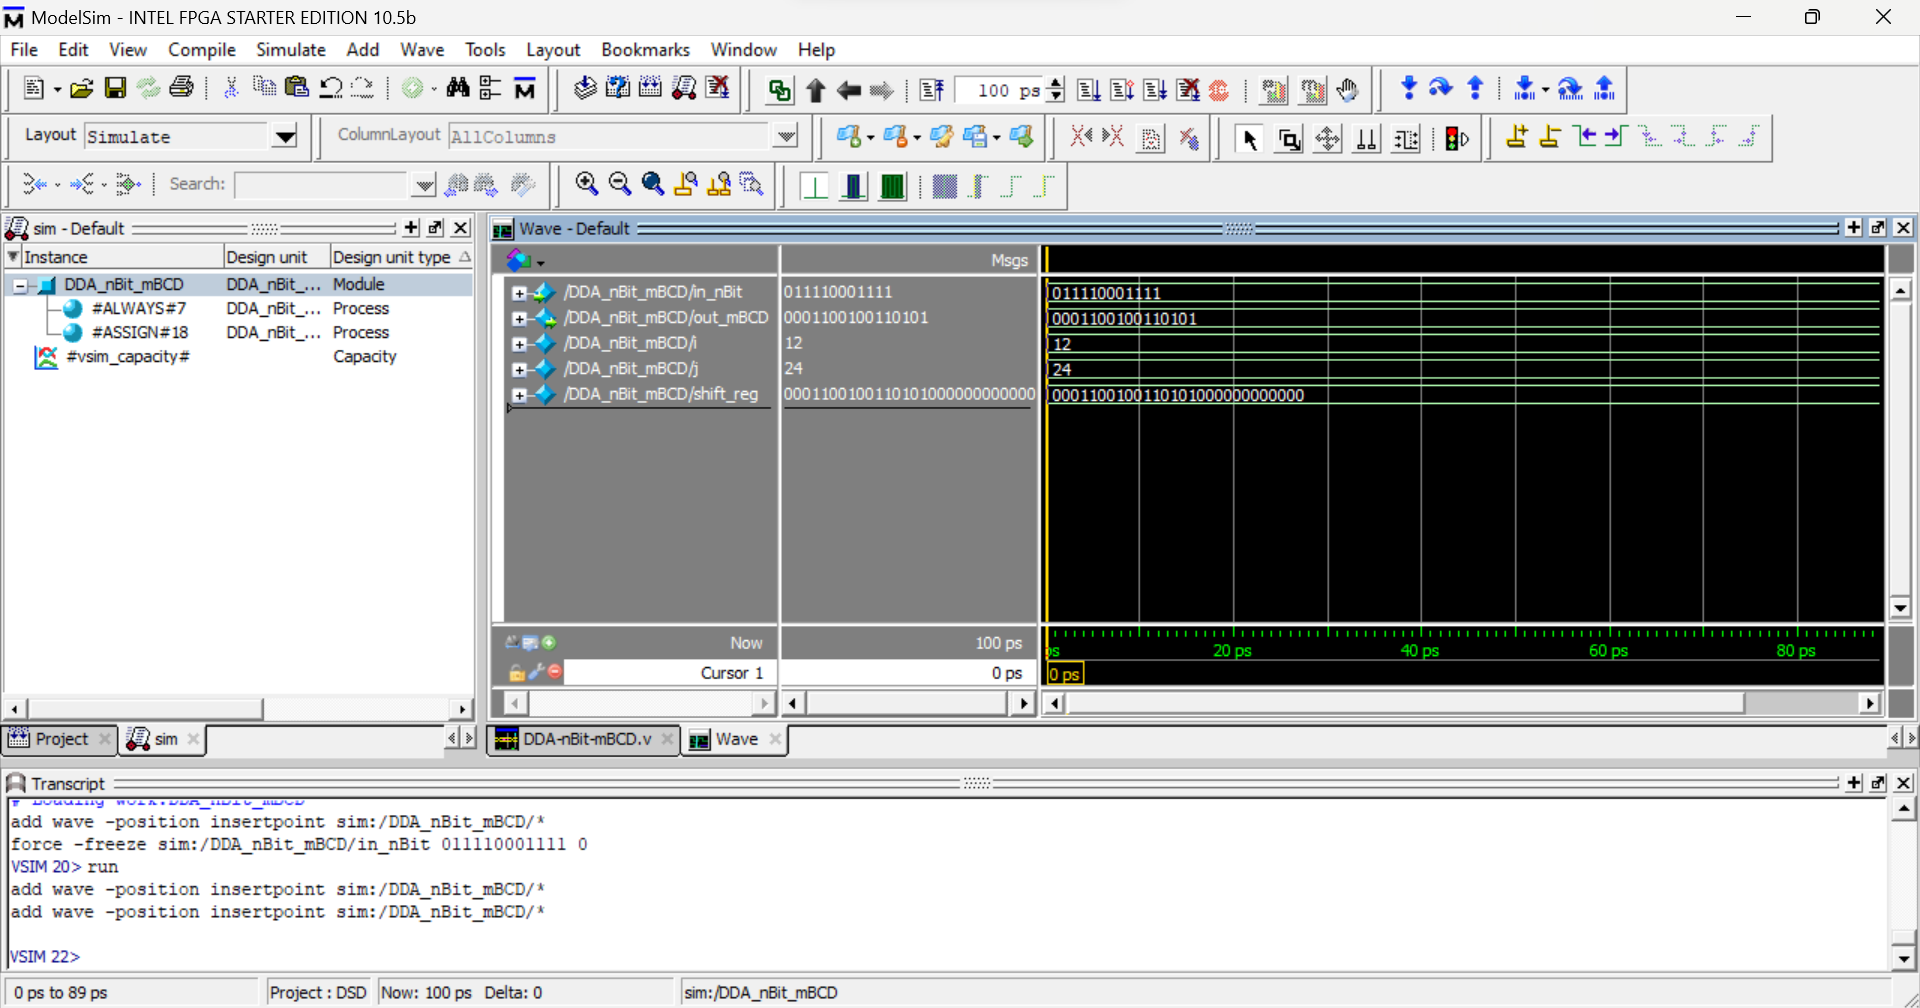 ModelSim - INTEL FPGA STARTER EDITION 10.5b
File Edit View Compile Simulate Add Wave Tools Layout Bookmarks Window Help
100 ps
Layout Simulate ColumnLayout AllColumns
Search:
sim - Default
Instance Design unit Design unit type
DDA_nBit_mBCD DDA_nBit_... Module
#ALWAYS#7 DDA_nBit_... Process
#ASSIGN#18 DDA_nBit_... Process
#vsim_capacity# Capacity
Project sim
Wave - Default
Msgs
/DDA_nBit_mBCD/in_nBit 011110001111 011110001111
/DDA_nBit_mBCD/out_mBCD 0001100100110101 0001100100110101
/DDA_nBit_mBCD/i 12 12
/DDA_nBit_mBCD/j 24 24
/DDA_nBit_mBCD/shift_reg 0001100100110101000000000000 0001100100110101000000000000
Now 100 ps
ps 20 ps 40 ps 60 ps 80 ps
Cursor 1 0 ps 0 ps
DDA-nBit-mBCD.v Wave
Transcript
# Loading work.DDA_nBit_mBCD
add wave -position insertpoint sim:/DDA_nBit_mBCD/*
force -freeze sim:/DDA_nBit_mBCD/in_nBit 011110001111 0
VSIM 20> run
add wave -position insertpoint sim:/DDA_nBit_mBCD/*
add wave -position insertpoint sim:/DDA_nBit_mBCD/*
VSIM 22>
0 ps to 89 ps Project : DSD Now: 100 ps Delta: 0 sim:/DDA_nBit_mBCD